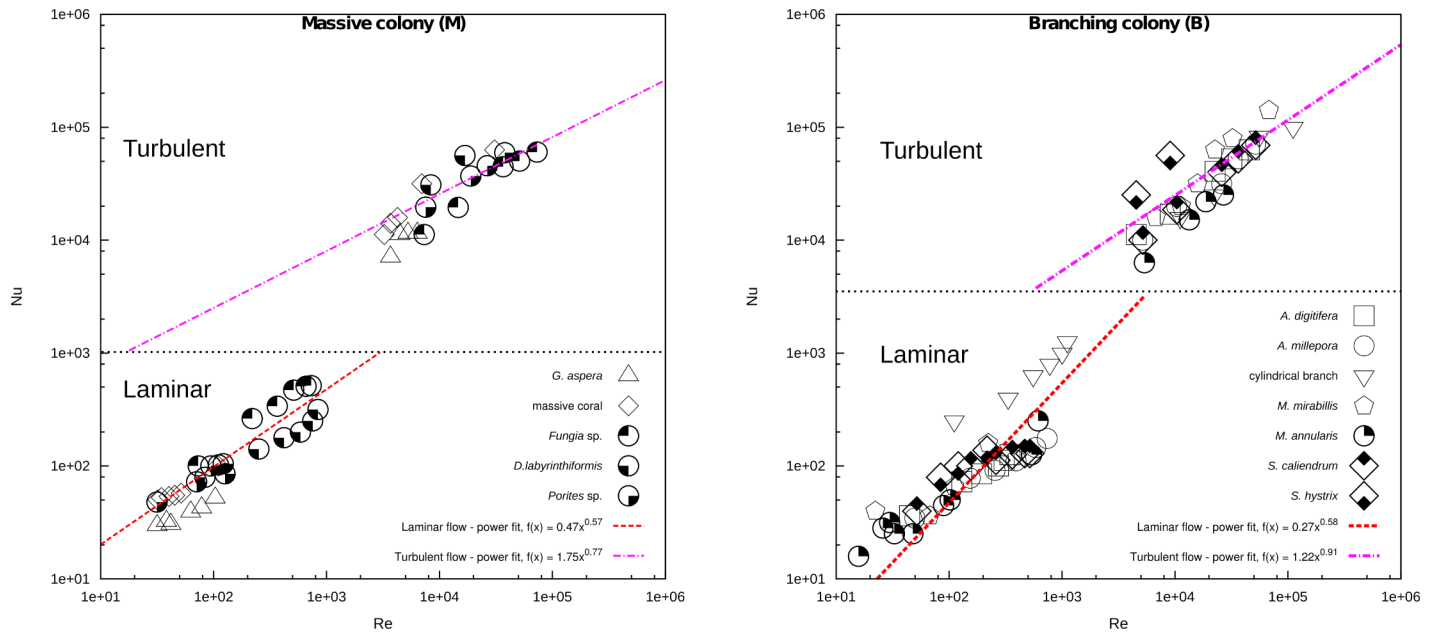 Massive colony (M)
1e+06
1e+05
1e+04
1e+03
1e+02
1e+01
Nu
Turbulent
Laminar
G. aspera
massive coral
Fungia sp.
D.labyrinthiformis
Porites sp.
Laminar flow - power fit, f(x) = 0.47x^0.57
Turbulent flow - power fit, f(x) = 1.75x^0.77
1e+01 1e+02 1e+03 1e+04 1e+05 1e+06
Re
Branching colony (B)
1e+06
1e+05
1e+04
1e+03
1e+02
1e+01
Nu
Turbulent
Laminar
A. digitifera
A. millepora
cylindrical branch
M. mirabillis
M. annularis
S. caliendrum
S. hystrix
Laminar flow - power fit, f(x) = 0.27x^0.58
Turbulent flow - power fit, f(x) = 1.22x^0.91
1e+01 1e+02 1e+03 1e+04 1e+05 1e+06
Re